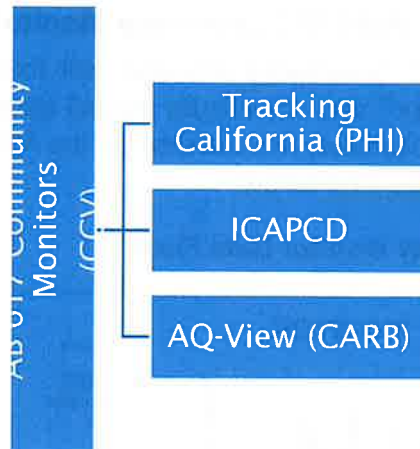 AB 617 Community
Monitors
(CCV)
Tracking
California (PHI)
ICAPCD
AQ-View (CARB)